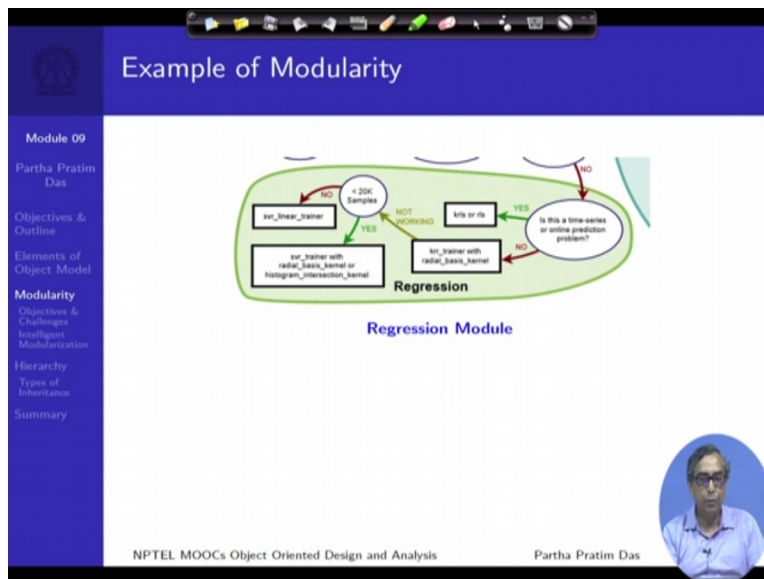 Example of Modularity
Module 09
Partha Pratim
Das
Objectives &
Outline
Elements of
Object Model
Modularity
Objectives &
Challenges
Intelligent
Modularization
Hierarchy
Types of
Inheritance
Summary
NO
< 20K
Samples
NO
YES
svr_linear_trainer
svr_trainer with
radial_basis_kernel or
histogram_intersection_kernel
NOT
WORKING
krls or rls
YES
krr_trainer with
radial_basis_kernel
NO
Is this a time-series
or online prediction
problem?
Regression
Regression Module
NPTEL MOOCs Object Oriented Design and Analysis
Partha Pratim Das